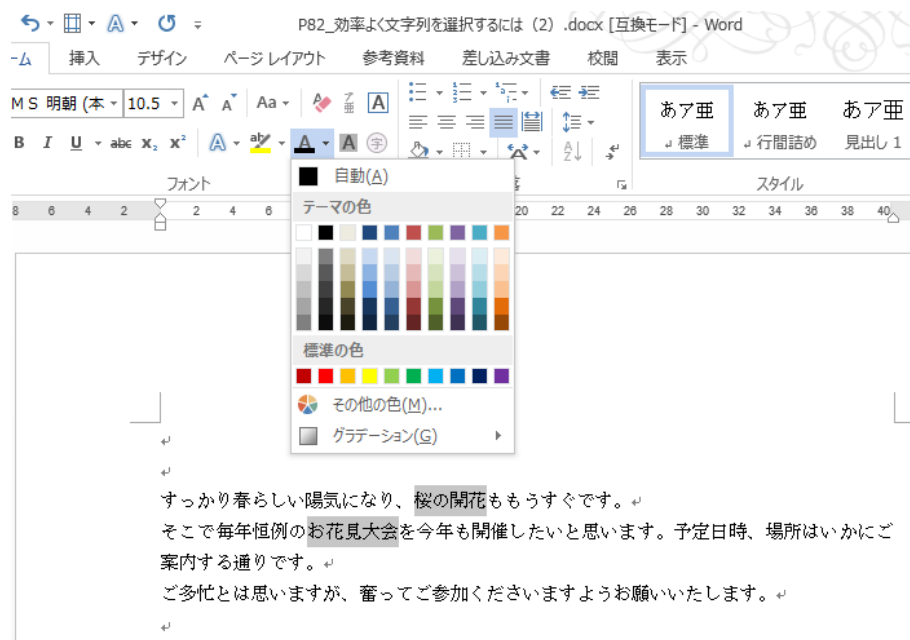 P82_効率よく文字列を選択するには（2）.docx [互換モード] - Word
ーム 挿入 デザイン ページ レイアウト 参考資料 差し込み文書 校閲 表示
ＭＳ 明朝 (本 10.5 A A Aa A
B I U abc x₂ x² A aby A A 字
あア亜 あア亜 あア亜
標準 行間詰め 見出し 1
フォント スタイル
自動(A)
テーマの色
標準の色
その他の色(M)...
グラデーション(G)
8 6 4 2 2 4 6 20 22 24 26 28 30 32 34 36 38 40
すっかり春らしい陽気になり、桜の開花ももうすぐです。
そこで毎年恒例のお花見大会を今年も開催したいと思います。予定日時、場所はいかにご
案内する通りです。
ご多忙とは思いますが、奮ってご参加くださいますようお願いいたします。